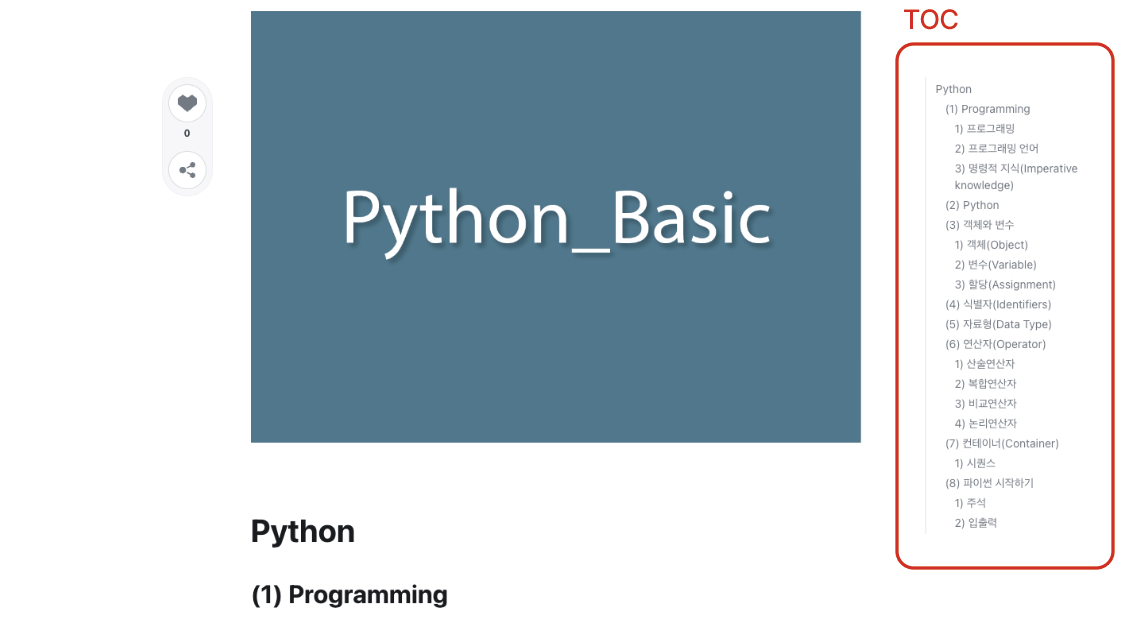 TOC
0
Python_Basic
Python
(1) Programming
Python
(1) Programming
1) 프로그래밍
2) 프로그래밍 언어
3) 명령적 지식(Imperative
knowledge)
(2) Python
(3) 객체와 변수
1) 객체(Object)
2) 변수(Variable)
3) 할당(Assignment)
(4) 식별자(Identifiers)
(5) 자료형(Data Type)
(6) 연산자(Operator)
1) 산술연산자
2) 복합연산자
3) 비교연산자
4) 논리연산자
(7) 컨테이너(Container)
1) 시퀀스
(8) 파이썬 시작하기
1) 주석
2) 입출력